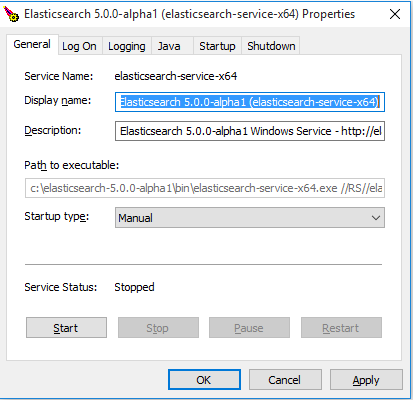 Elasticsearch 5.0.0-alpha1 (elasticsearch-service-x64) Properties
General Log On Logging Java Startup Shutdown
Service Name: elasticsearch-service-x64
Display name: Elasticsearch 5.0.0-alpha1 (elasticsearch-service-x64)
Description: Elasticsearch 5.0.0-alpha1 Windows Service - http://el
Path to executable:
c:\elasticsearch-5.0.0-alpha1\bin\elasticsearch-service-x64.exe //RS//ela
Startup type: Manual
Service Status: Stopped
Start Stop Pause Restart
OK Cancel Apply